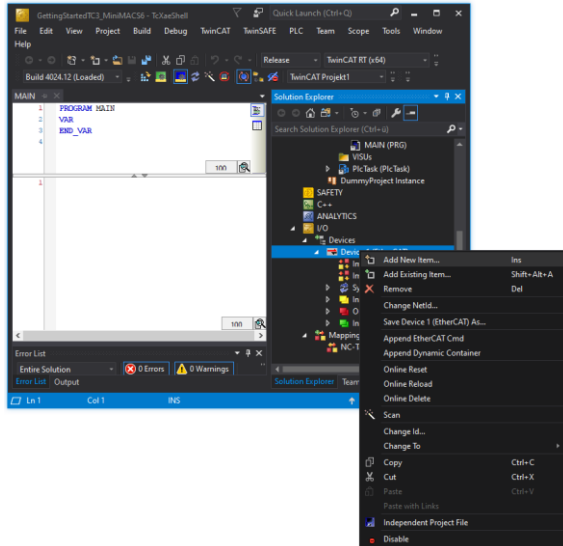 GettingStartedTC3_MiniMACS6 - TcXaeShell
Quick Launch (Ctrl+Q)
File Edit View Project Build Debug TwinCAT TwinSAFE PLC Team Scope Tools Window
Help
Release TwinCAT RT (x64)
Build 4024.12 (Loaded) TwinCAT Projekt1
MAIN
1 PROGRAM MAIN
2 VAR
3 END_VAR
4
100
1
100
Solution Explorer
Search Solution Explorer (Ctrl+ü)
MAIN (PRG)
VISUs
PlcTask (PlcTask)
DummyProject Instance
SAFETY
C++
ANALYTICS
I/O
Devices
Mapping
NC-T
Solution Explorer Team
Add New Item... Ins
Add Existing Item... Shift+Alt+A
Remove Del
Change NetId...
Save Device 1 (EtherCAT) As...
Append EtherCAT Cmd
Append Dynamic Container
Online Reset
Online Reload
Online Delete
Scan
Change Id...
Change To
Copy Ctrl+C
Cut Ctrl+X
Paste Ctrl+V
Paste with Links
Independent Project File
Disable
Error List
Entire Solution 0 Errors 0 Warnings
Error List Output
Ln 1 Col 1 INS